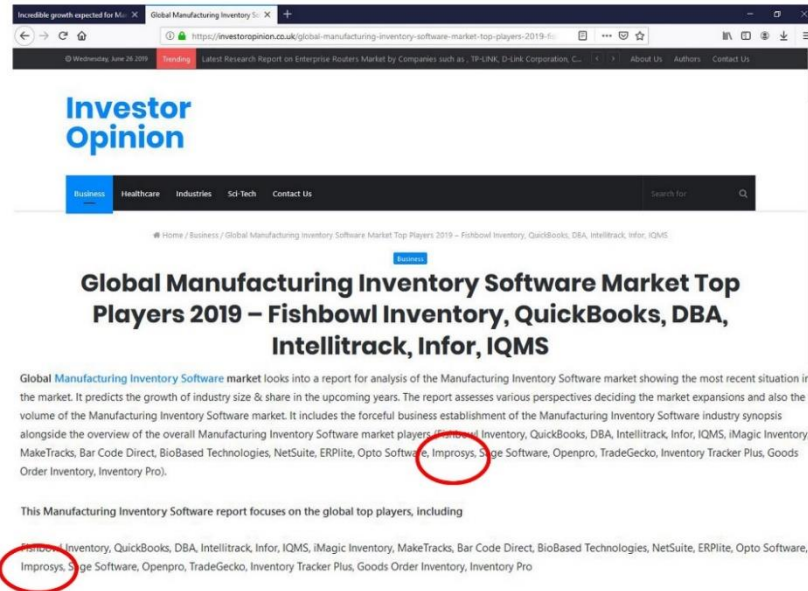 Incredible growth expected for Ma
Global Manufacturing Inventory So
https://investoropinion.co.uk/global-manufacturing-inventory-software-market-top-players-2019-fi
Wednesday, June 26 2019 Trending Latest Research Report on Enterprise Routers Market by Companies such as , TP-LINK, D-Link Corporation, C... About Us Authors Contact Us
Investor
Opinion
Business Healthcare Industries Sci-Tech Contact Us Search for
Home / Business / Global Manufacturing Inventory Software Market Top Players 2019 – Fishbowl Inventory, QuickBooks, DBA, Intellitrack, Infor, IQMS
Business
Global Manufacturing Inventory Software Market Top
Players 2019 – Fishbowl Inventory, QuickBooks, DBA,
Intellitrack, Infor, IQMS
Global Manufacturing Inventory Software market looks into a report for analysis of the Manufacturing Inventory Software market showing the most recent situation in
the market. It predicts the growth of industry size & share in the upcoming years. The report assesses various perspectives deciding the market expansions and also the
volume of the Manufacturing Inventory Software market. It includes the forceful business establishment of the Manufacturing Inventory Software industry synopsis
alongside the overview of the overall Manufacturing Inventory Software market players (Fishbowl Inventory, QuickBooks, DBA, Intellitrack, Infor, IQMS, iMagic Inventory,
MakeTracks, Bar Code Direct, BioBased Technologies, NetSuite, ERPlite, Opto Software, Improsys, Sage Software, Openpro, TradeGecko, Inventory Tracker Plus, Goods
Order Inventory, Inventory Pro).
This Manufacturing Inventory Software report focuses on the global top players, including
Fishbowl Inventory, QuickBooks, DBA, Intellitrack, Infor, IQMS, iMagic Inventory, MakeTracks, Bar Code Direct, BioBased Technologies, NetSuite, ERPlite, Opto Software,
Improsys, Sage Software, Openpro, TradeGecko, Inventory Tracker Plus, Goods Order Inventory, Inventory Pro